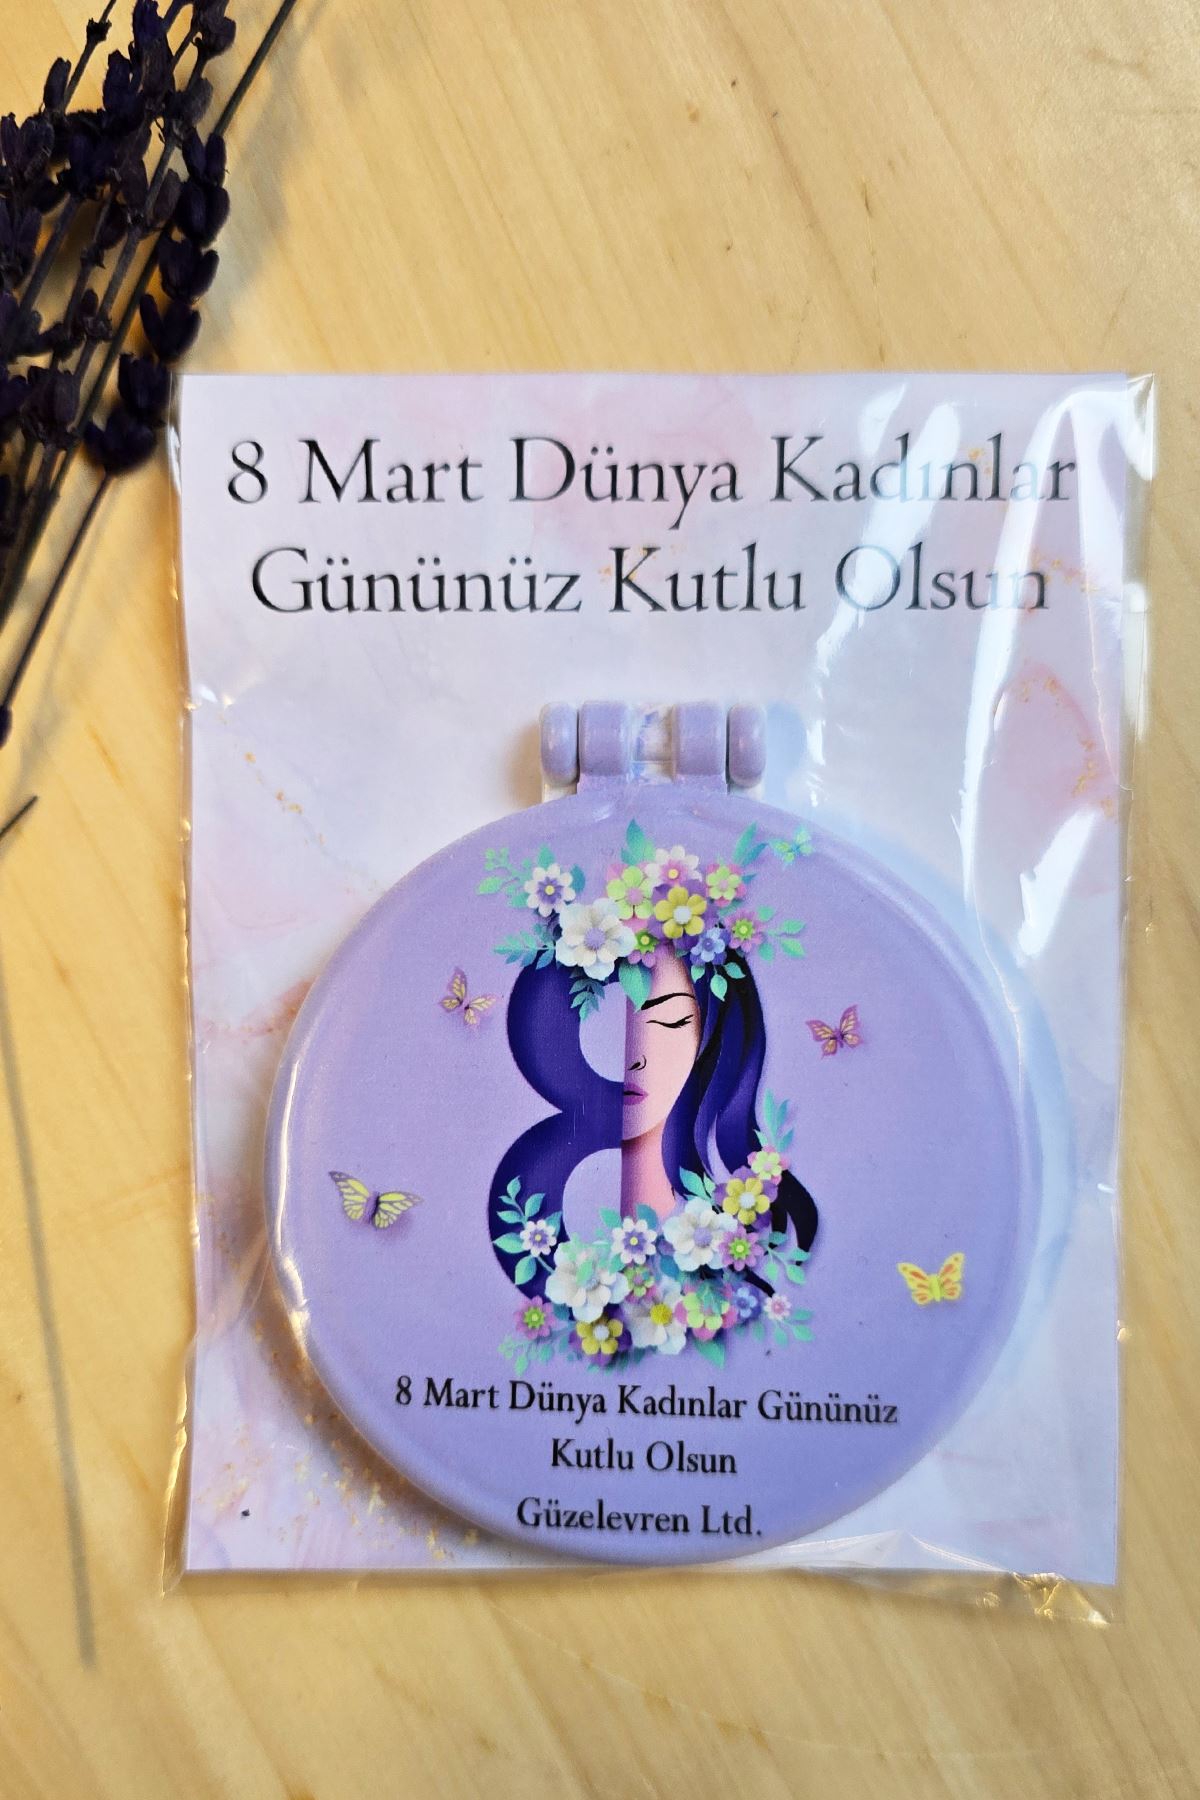 8 Mart Dünya Kadınlar
Gününüz Kutlu Olsun
8 Mart Dünya Kadınlar Gününüz
Kutlu Olsun
Güzelevren Ltd.